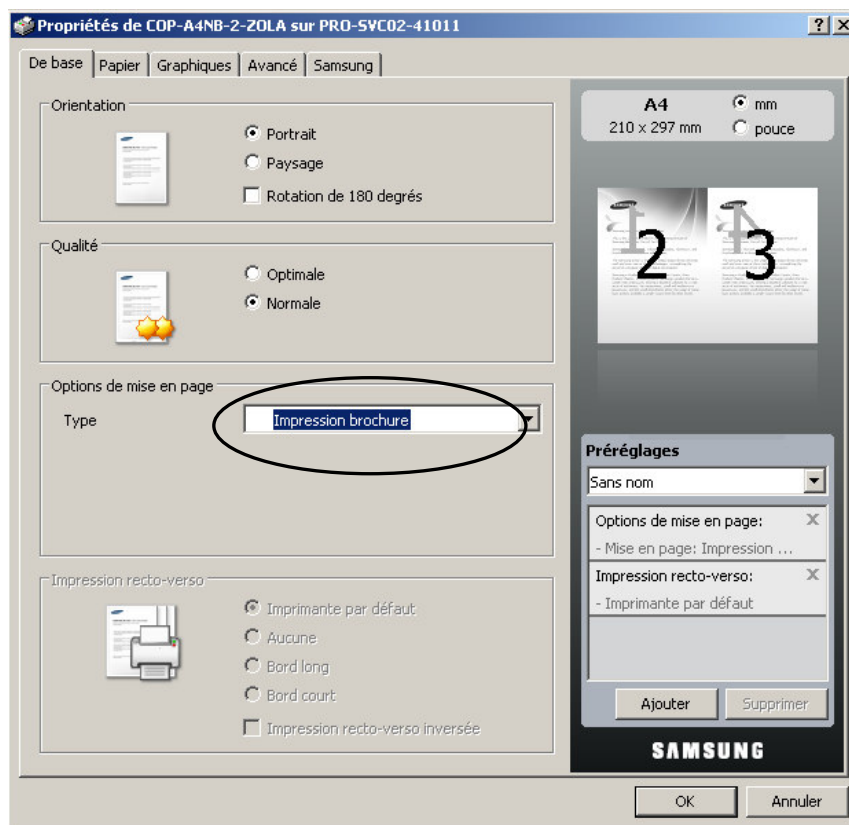 Propriétés de COP-A4NB-2-ZOLA sur PRO-SVC02-41011
De base Papier Graphiques Avancé Samsung
Orientation
Portrait
Paysage
Rotation de 180 degrés
Qualité
Optimale
Normale
Options de mise en page
Type Impression brochure
Impression recto-verso
Imprimante par défaut
Aucune
Bord long
Bord court
Impression recto-verso inversée
A4 mm
210 x 297 mm pouce
1 2 4 3
Préréglages
Sans nom
Options de mise en page: X
- Mise en page: Impression ...
Impression recto-verso: X
- Imprimante par défaut
Ajouter Supprimer
SAMSUNG
OK Annuler